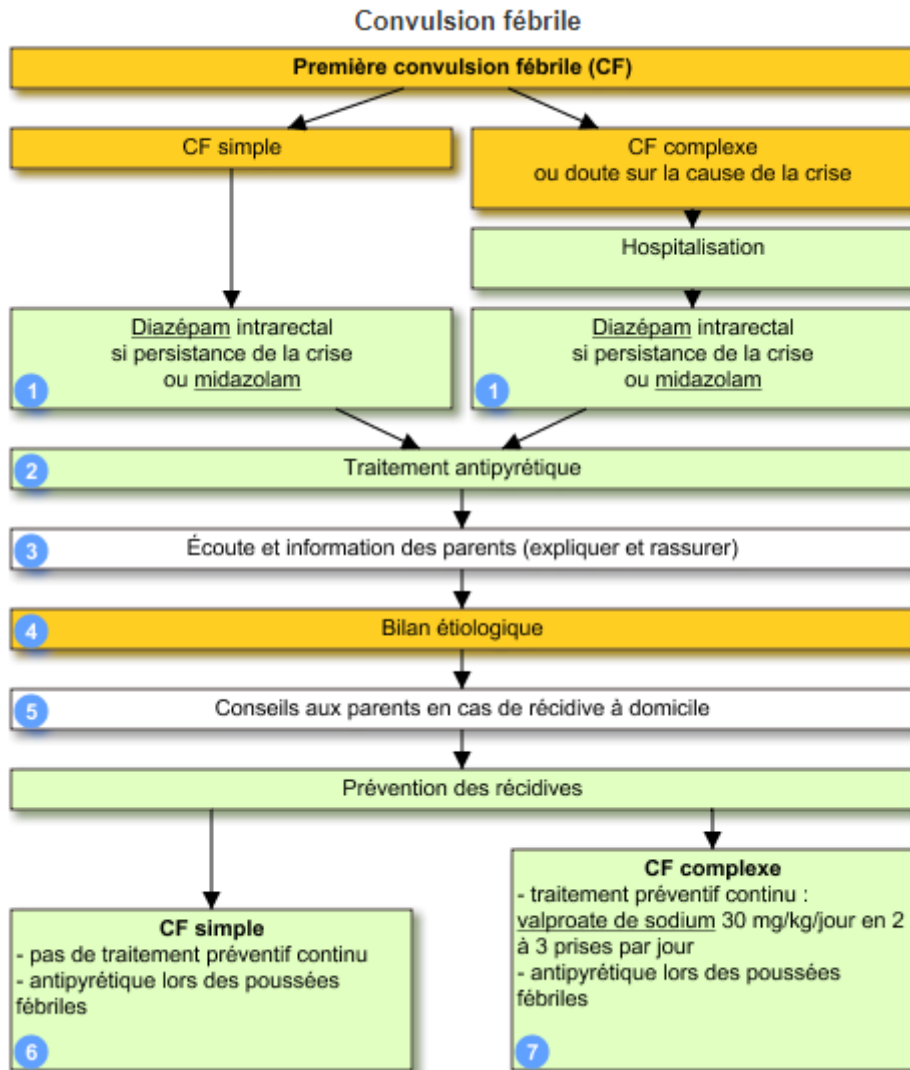 Convulsion fébrile
Première convulsion fébrile (CF)
CF simple
CF complexe
ou doute sur la cause de la crise
Hospitalisation
Diazépam intrarectal
si persistance de la crise
ou midazolam
1
Diazépam intrarectal
si persistance de la crise
ou midazolam
1
2
Traitement antipyrétique
3
Écoute et information des parents (expliquer et rassurer)
4
Bilan étiologique
5
Conseils aux parents en cas de récidive à domicile
Prévention des récidives
CF simple
- pas de traitement préventif continu
- antipyrétique lors des poussées
fébriles
6
CF complexe
- traitement préventif continu :
valproate de sodium 30 mg/kg/jour en 2
à 3 prises par jour
- antipyrétique lors des poussées
fébriles
7